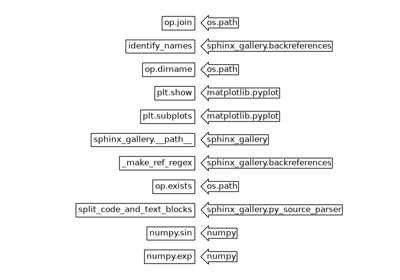 op.join os.path
identify_names sphinx_gallery.backreferences
op.dirname os.path
plt.show matplotlib.pyplot
plt.subplots matplotlib.pyplot
sphinx_gallery.__path__ sphinx_gallery
_make_ref_regex sphinx_gallery.backreferences
op.exists os.path
split_code_and_text_blocks sphinx_gallery.py_source_parser
numpy.sin numpy
numpy.exp numpy